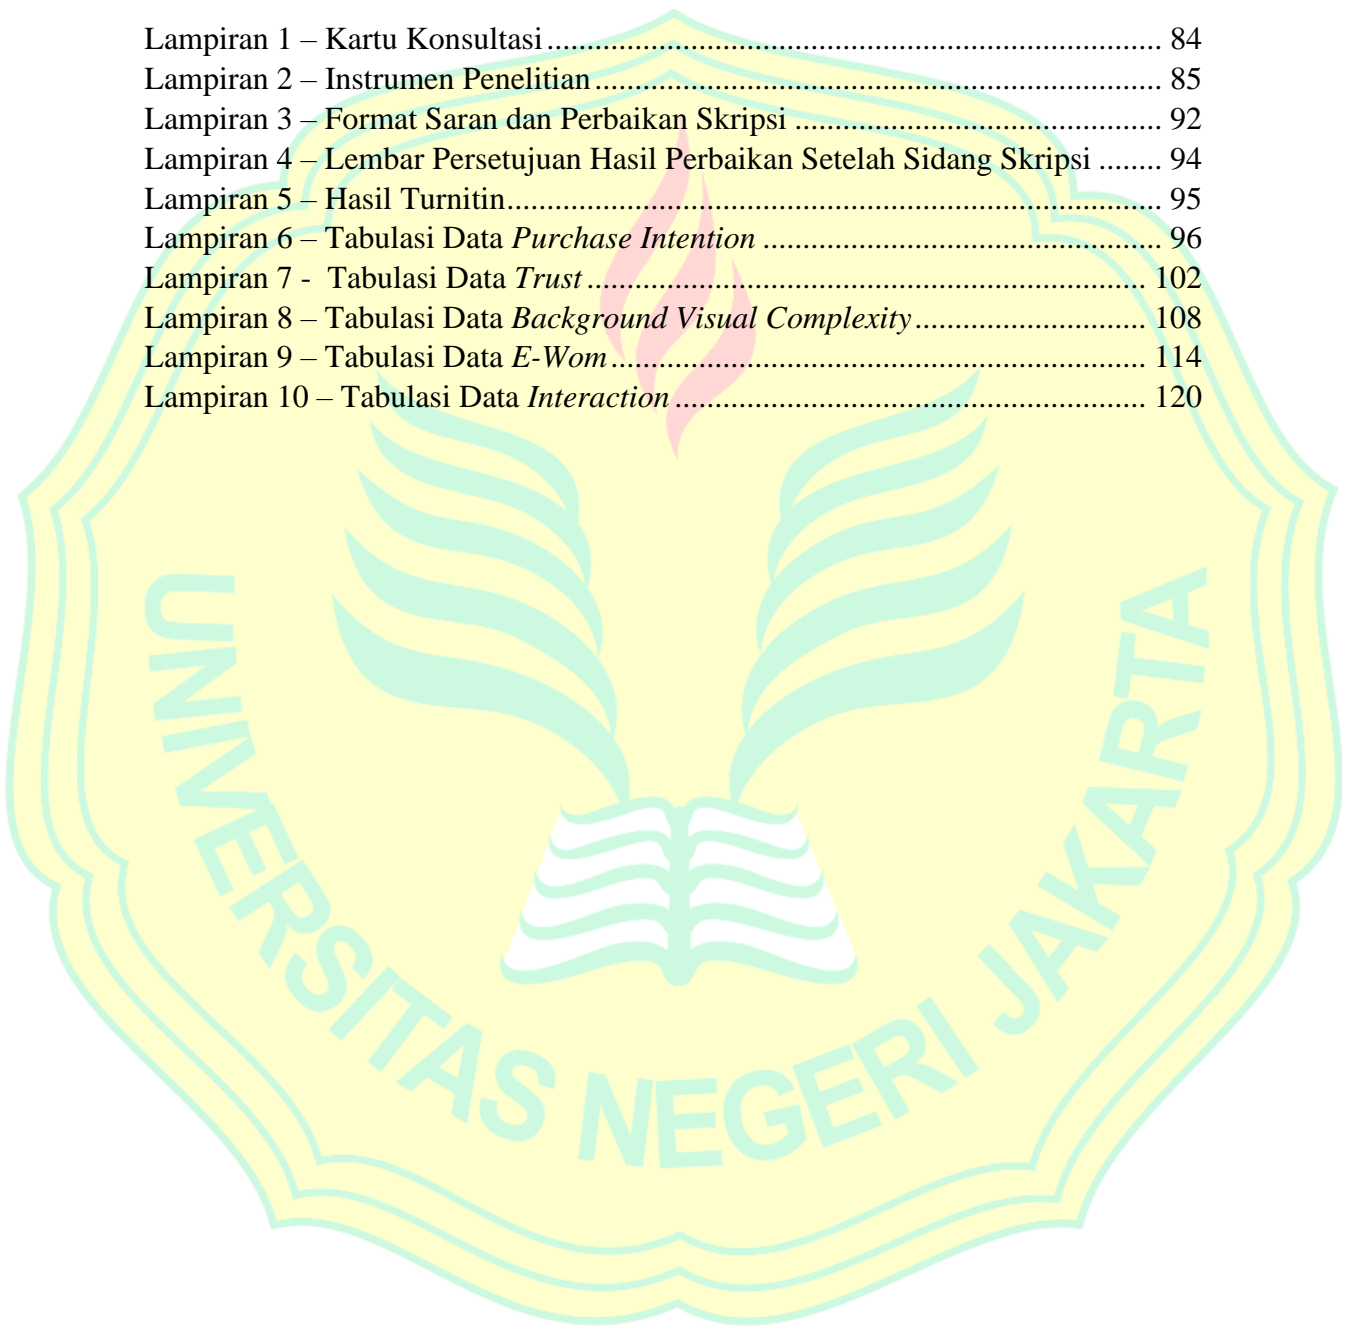 Lampiran 1 – Kartu Konsultasi.............................................................................. 84
Lampiran 2 – Instrumen Penelitian........................................................................ 85
Lampiran 3 – Format Saran dan Perbaikan Skripsi .............................................. 92
Lampiran 4 – Lembar Persetujuan Hasil Perbaikan Setelah Sidang Skripsi ........ 94
Lampiran 5 – Hasil Turnitin................................................................................... 95
Lampiran 6 – Tabulasi Data Purchase Intention .................................................. 96
Lampiran 7 -  Tabulasi Data Trust....................................................................... 102
Lampiran 8 – Tabulasi Data Background Visual Complexity............................. 108
Lampiran 9 – Tabulasi Data E-Wom.................................................................... 114
Lampiran 10 – Tabulasi Data Interaction............................................................ 120
UNIVERSITAS NEGERI JAKARTA